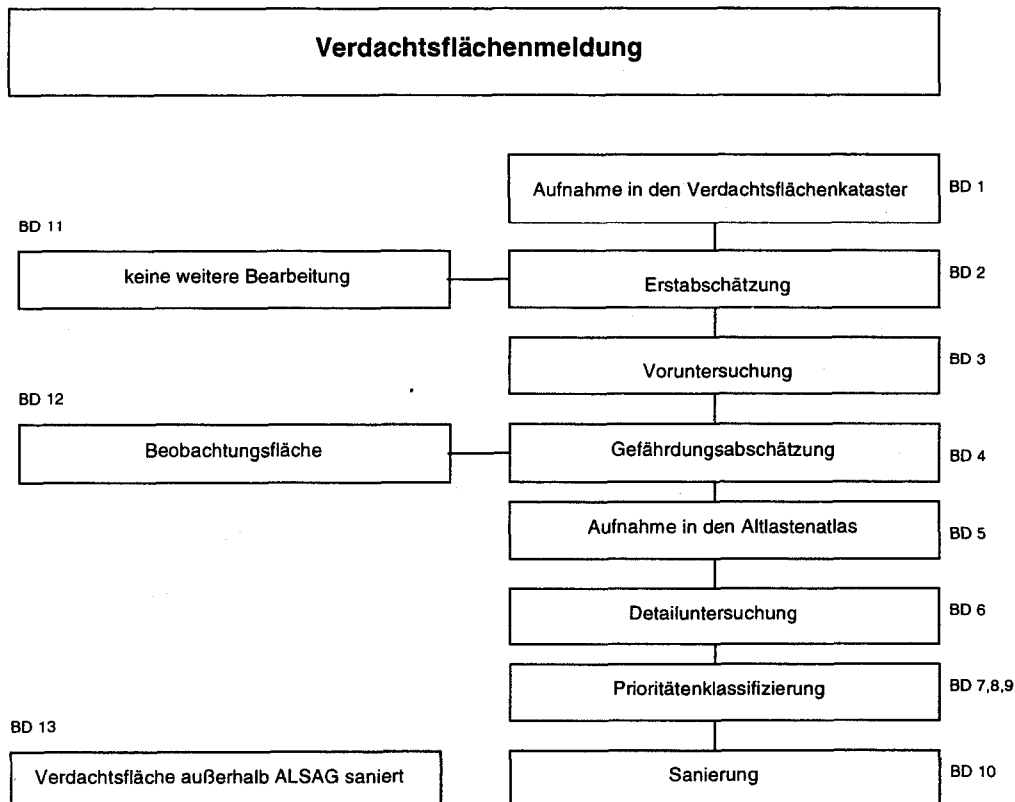 Verdachtsflächenmeldung
Aufnahme in den Verdachtsflächenkataster
BD 1
BD 11
keine weitere Bearbeitung
Erstabschätzung
BD 2
Voruntersuchung
BD 3
BD 12
Beobachtungsfläche
Gefährdungsabschätzung
BD 4
Aufnahme in den Altlastenatlas
BD 5
Detailuntersuchung
BD 6
Prioritätenklassifizierung
BD 7,8,9
BD 13
Verdachtsfläche außerhalb ALSAG saniert
Sanierung
BD 10